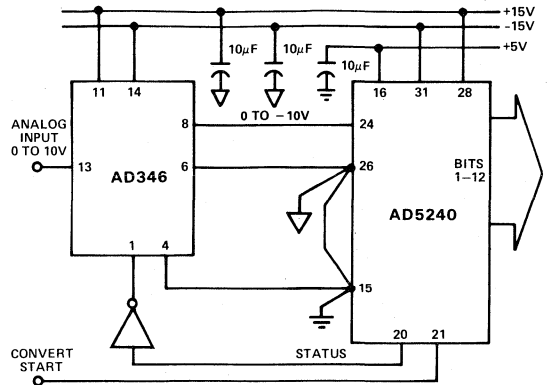 +15V
-15V
+5V
10μF
10μF
10μF
11
14
16
31
28
ANALOG
INPUT
0 TO 10V
13
8
0 TO -10V
24
6
26
BITS
1-12
AD346
AD5240
1
4
15
20
21
CONVERT
START
STATUS